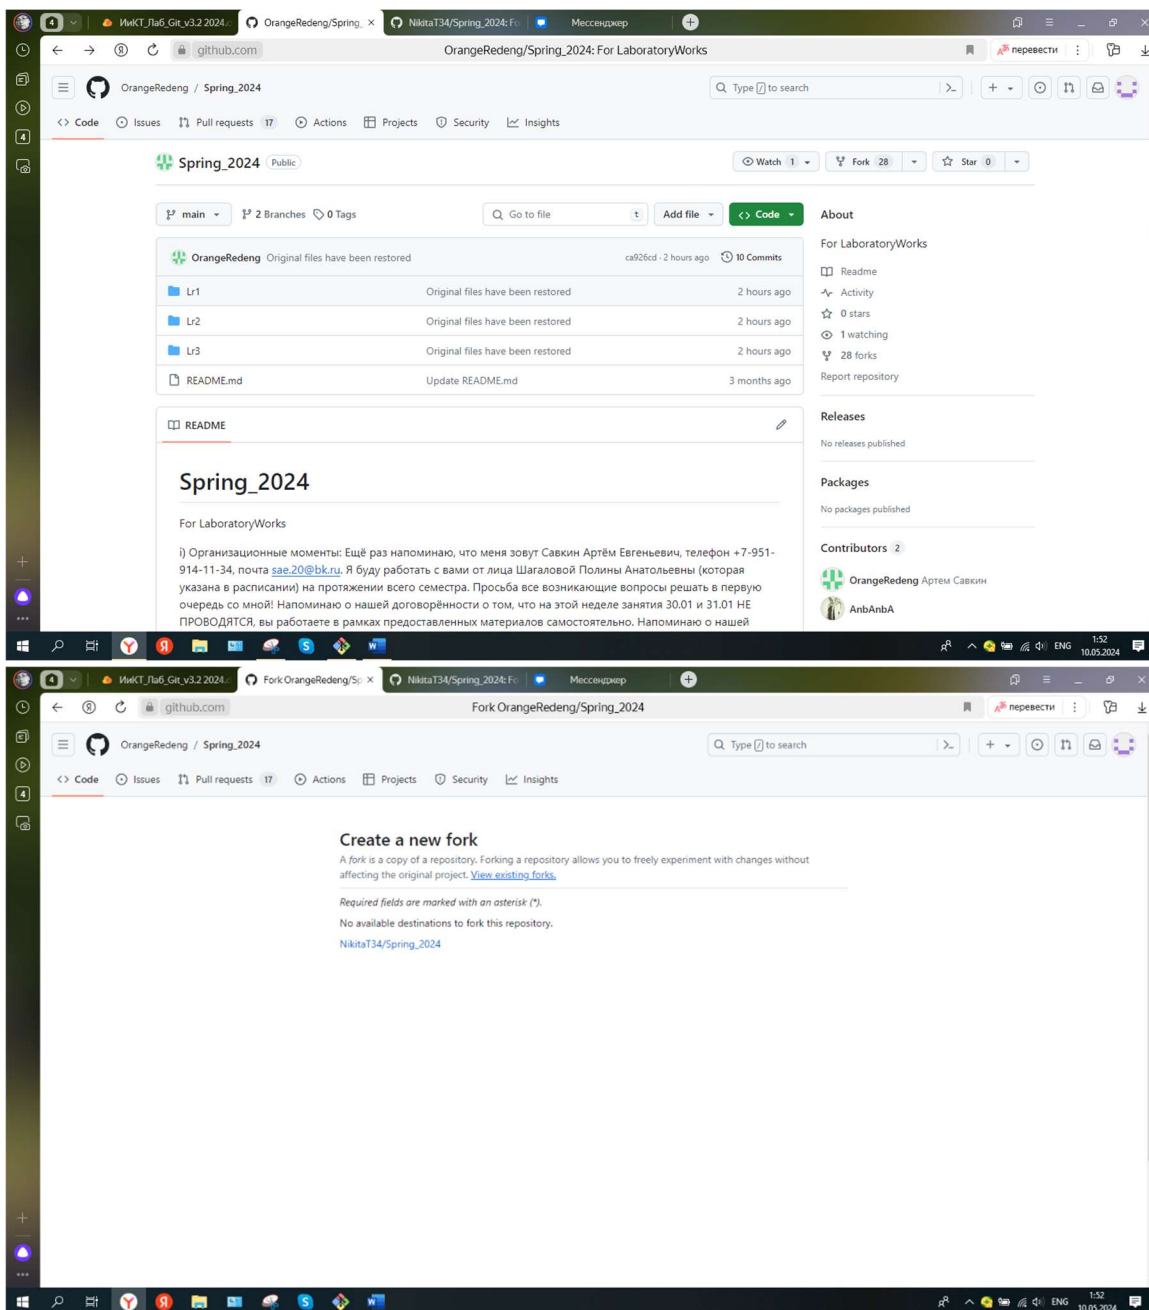 4
ИиКТ_Лаб_Git_v3.2 2024.
OrangeRedeng/Spring_
NikitaT34/Spring_2024: Fo
Мессенджер
github.com
OrangeRedeng/Spring_2024: For LaboratoryWorks
перевести
OrangeRedeng / Spring_2024
Type / to search
Code
Issues
Pull requests 17
Actions
Projects
Security
Insights
4
Spring_2024 Public
Watch 1
Fork 28
Star 0
main
2 Branches
0 Tags
Go to file
t
Add file
Code
OrangeRedeng Original files have been restored
ca926cd · 2 hours ago
10 Commits
Lr1 Original files have been restored 2 hours ago
Lr2 Original files have been restored 2 hours ago
Lr3 Original files have been restored 2 hours ago
README.md Update README.md 3 months ago
README
Spring_2024
For LaboratoryWorks
i) Организационные моменты: Ещё раз напоминаю, что меня зовут Савкин Артём Евгеньевич, телефон +7-951-
914-11-34, почта sae.20@bk.ru. Я буду работать с вами от лица Шагаловой Полины Анатольевны (которая
указана в расписании) на протяжении всего семестра. Просьба все возникающие вопросы решать в первую
очередь со мной! Напоминаю о нашей договорённости о том, что на этой неделе занятия 30.01 и 31.01 НЕ
ПРОВОДЯТСЯ, вы работаете в рамках предоставленных материалов самостоятельно. Напоминаю о нашей
About
For LaboratoryWorks
Readme
Activity
0 stars
1 watching
28 forks
Report repository
Releases
No releases published
Packages
No packages published
Contributors 2
OrangeRedeng Артем Савкин
AnbAnbA
ENG
1:52
10.05.2024
4
ИиКТ_Лаб_Git_v3.2 2024.
Fork OrangeRedeng/Sp
NikitaT34/Spring_2024: Fo
Мессенджер
github.com
Fork OrangeRedeng/Spring_2024
перевести
OrangeRedeng / Spring_2024
Type / to search
Code
Issues
Pull requests 17
Actions
Projects
Security
Insights
4
Create a new fork
A fork is a copy of a repository. Forking a repository allows you to freely experiment with changes without
affecting the original project. View existing forks.
Required fields are marked with an asterisk (*).
No available destinations to fork this repository.
NikitaT34/Spring_2024
ENG
1:52
10.05.2024